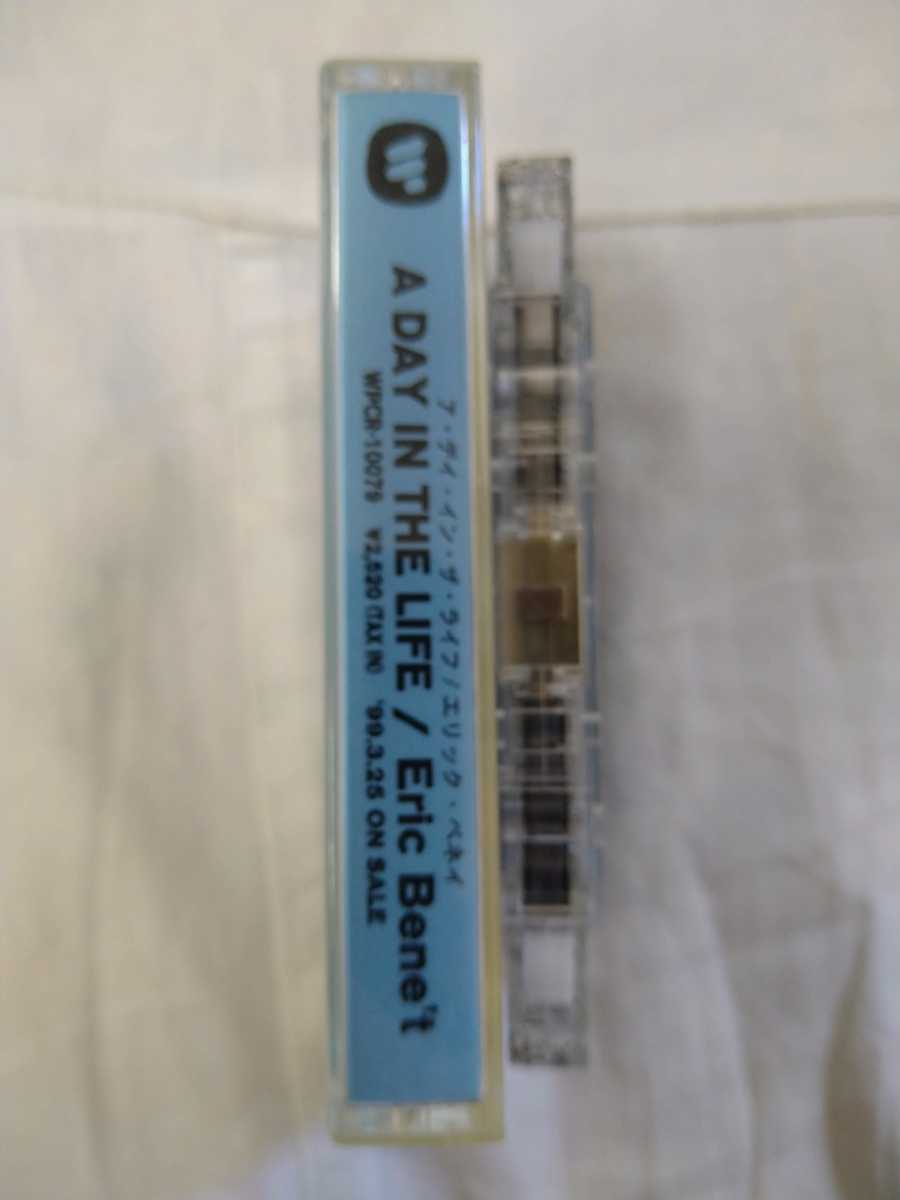 ア・デイ・イン・ザ・ライフ/エリック・ベネイ
A DAY IN THE LIFE / Eric Bene't
WPCR-10079 ¥2,520 (TAX IN) '99.3.25 ON SALE